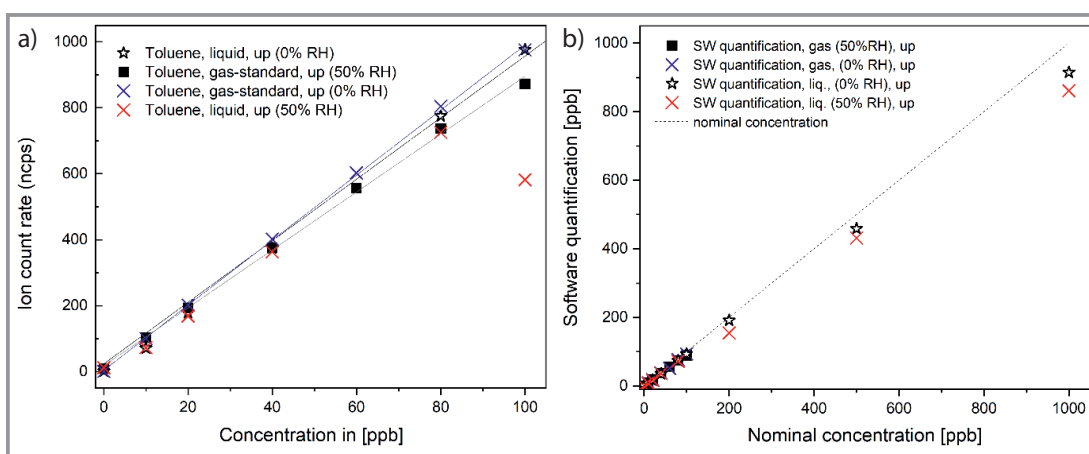 a)
Toluene, liquid, up (0% RH)
Toluene, gas-standard, up (50% RH)
Toluene, gas-standard, up (0% RH)
Toluene, liquid, up (50% RH)
Ion count rate (ncps)
1000
800
600
400
200
0
0 20 40 60 80 100
Concentration in [ppb]
b)
SW quantification, gas (50%RH), up
SW quantification, gas, (0% RH), up
SW quantification, liq., (0% RH), up
SW quantification, liq. (50% RH), up
nominal concentration
Software quantification [ppb]
1000
800
600
400
200
0
0 200 400 600 800 1000
Nominal concentration [ppb]